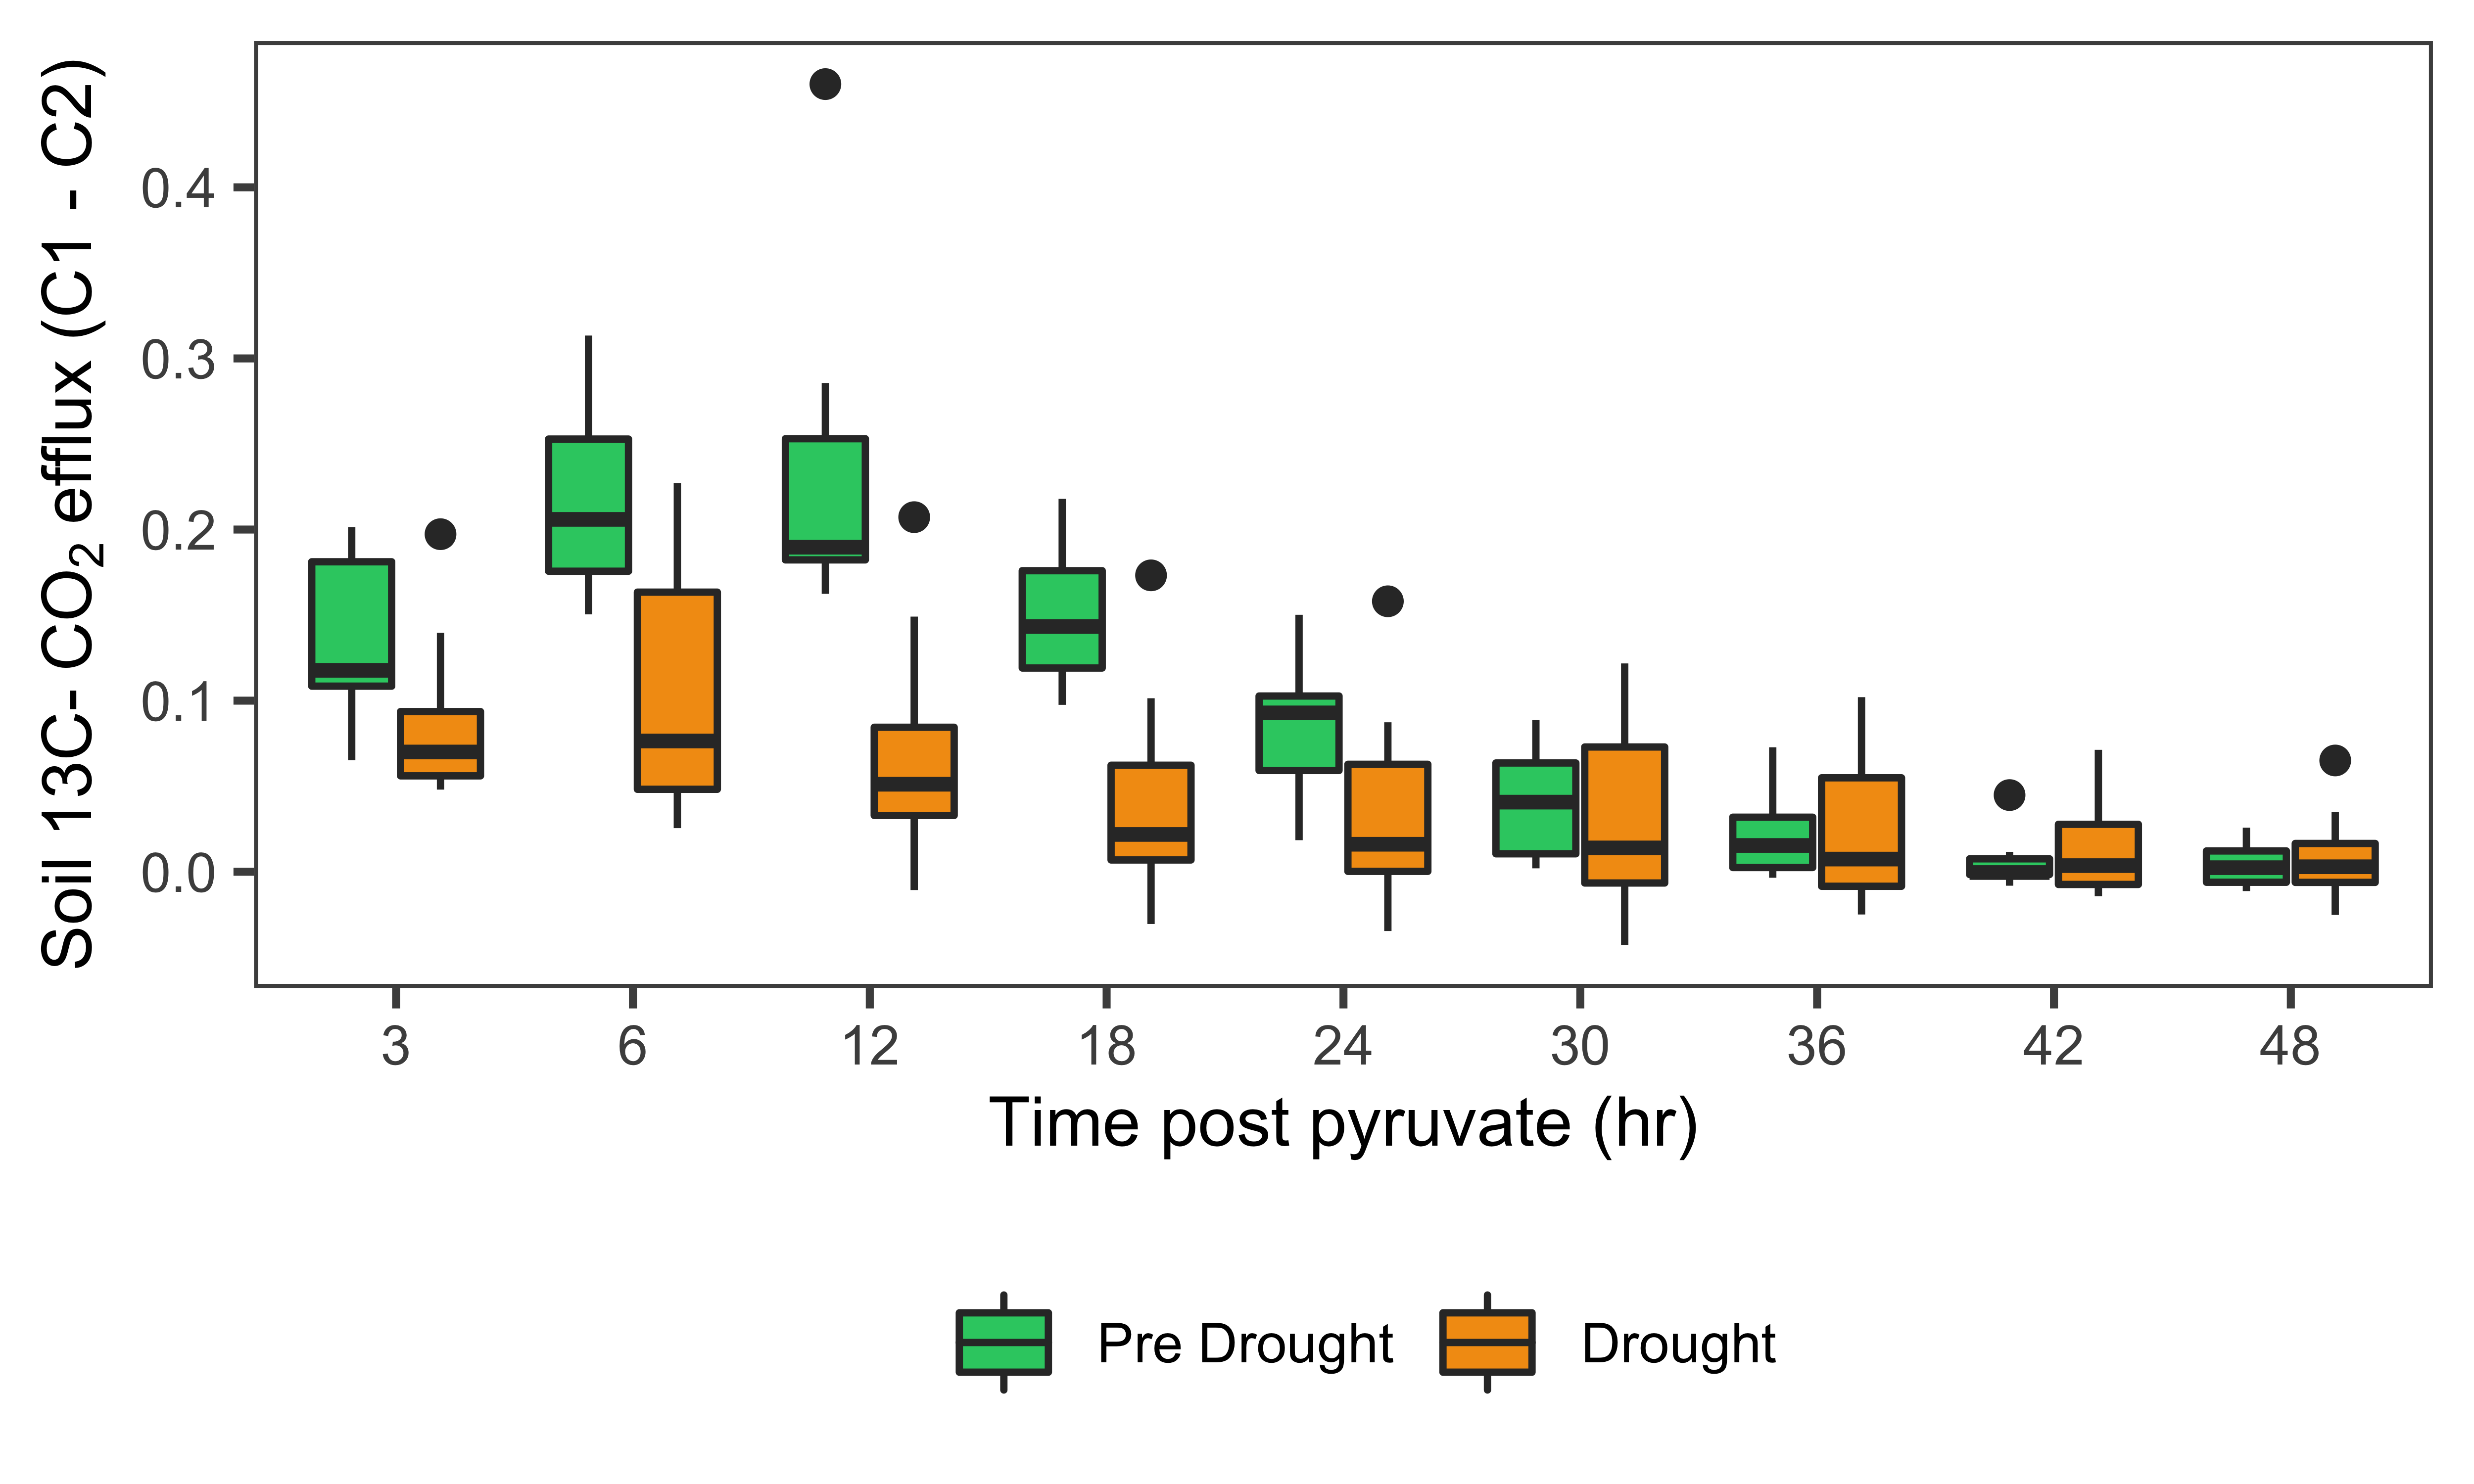 Soil 13C- CO₂ efflux (C1 - C2)
0.4
0.3
0.2
0.1
0.0
3 6 12 18 24 30 36 42 48
Time post pyruvate (hr)
Pre Drought Drought